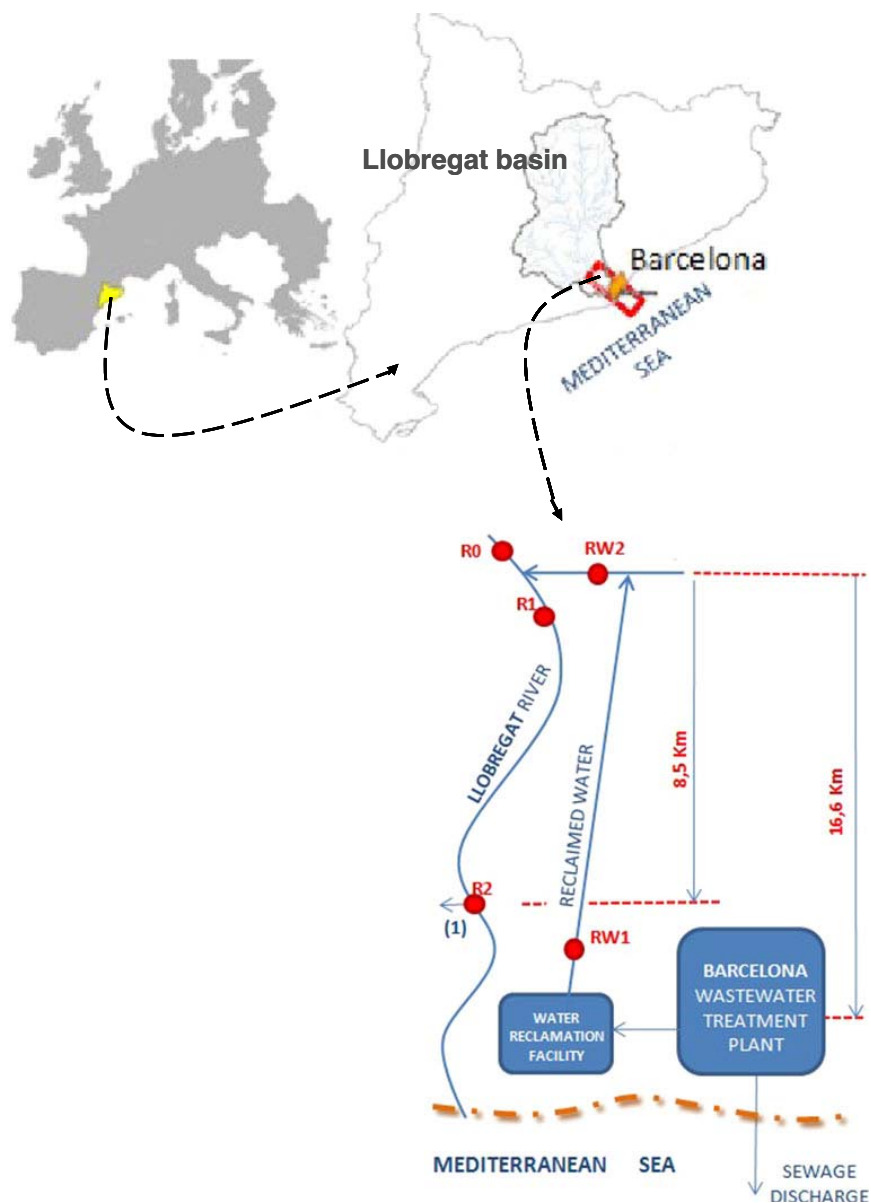 Llobregat basin
Barcelona
MEDITERRANEAN
SEA
R0
RW2
R1
LLOBREGAT RIVER
RECLAIMED WATER
8,5 Km
16,6 Km
R2
(1)
RW1
BARCELONA
WASTEWATER
TREATMENT
PLANT
WATER
RECLAMATION
FACILITY
MEDITERRANEAN SEA
SEWAGE
DISCHARGE